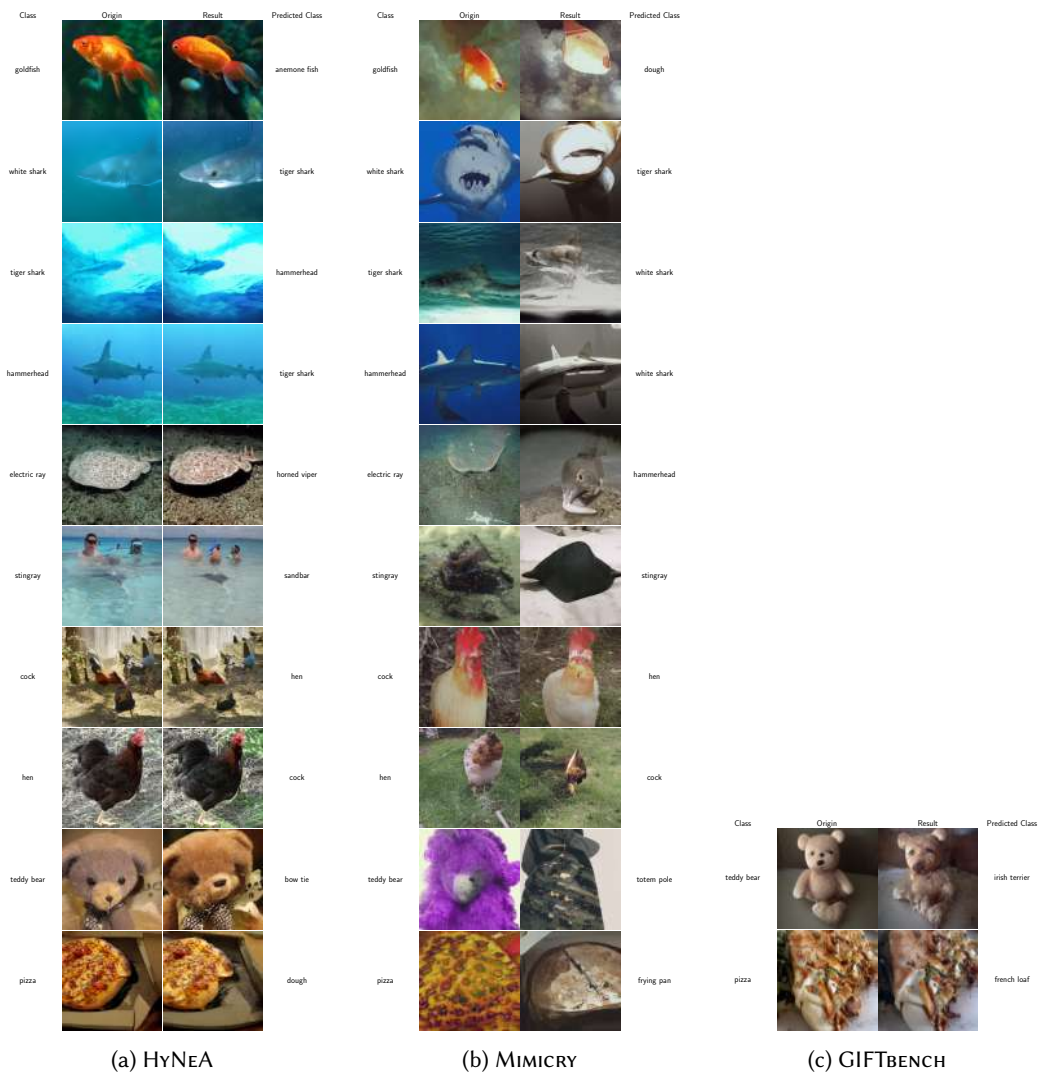 Class Origin Result Predicted Class
goldfish anemone fish
white shark tiger shark
tiger shark hammerhead
hammerhead tiger shark
electric ray horned viper
stingray sandbar
cock hen
hen cock
teddy bear bow tie
pizza dough
(a) HYNEA
Class Origin Result Predicted Class
goldfish dough
white shark tiger shark
tiger shark white shark
hammerhead white shark
electric ray hammerhead
stingray stingray
cock hen
hen cock
teddy bear totem pole
pizza frying pan
(b) MIMICRY
Class Origin Result Predicted Class
teddy bear irish terrier
pizza french loaf
(c) GIFTBENCH